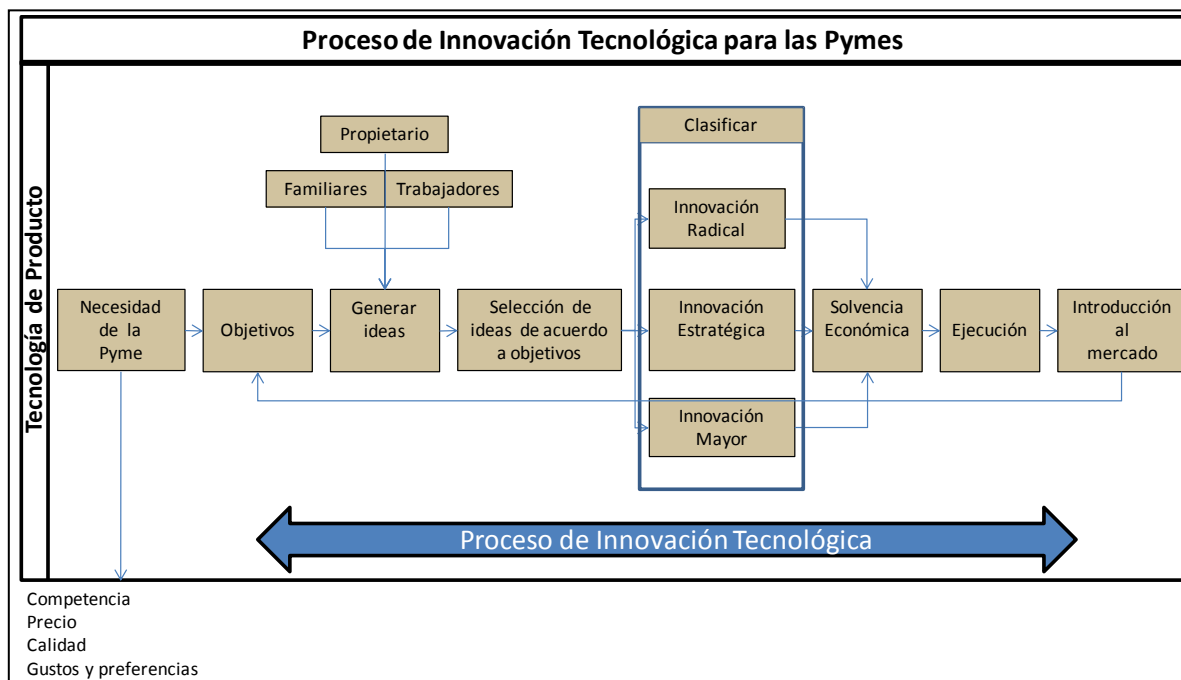 Proceso de Innovación Tecnológica para las Pymes
Tecnología de Producto
Propietario
Familiares
Trabajadores
Clasificar
Innovación
Radical
Necesidad
de la
Pyme
Objetivos
Generar
ideas
Selección de
ideas de acuerdo
a objetivos
Innovación
Estratégica
Solvencia
Económica
Ejecución
Introducción
al
mercado
Innovación
Mayor
Proceso de Innovación Tecnológica
Competencia
Precio
Calidad
Gustos y preferencias